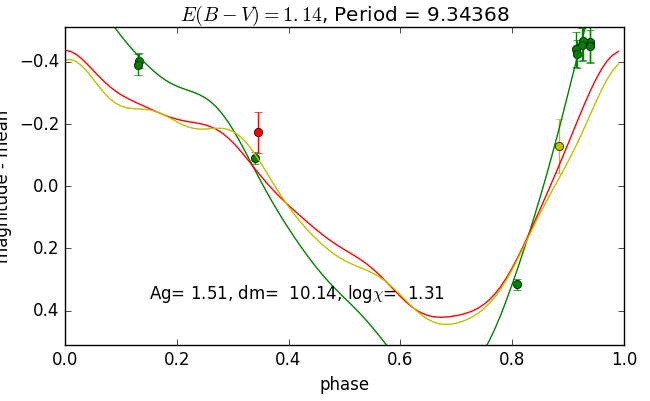 E(B − V) = 1.14, Period = 9.34368
−0.4
−0.2
0.0
0.2
0.4
magnitude - mean
Ag= 1.51, dm= 10.14, logχ= 1.31
0.0 0.2 0.4 0.6 0.8 1.0
phase